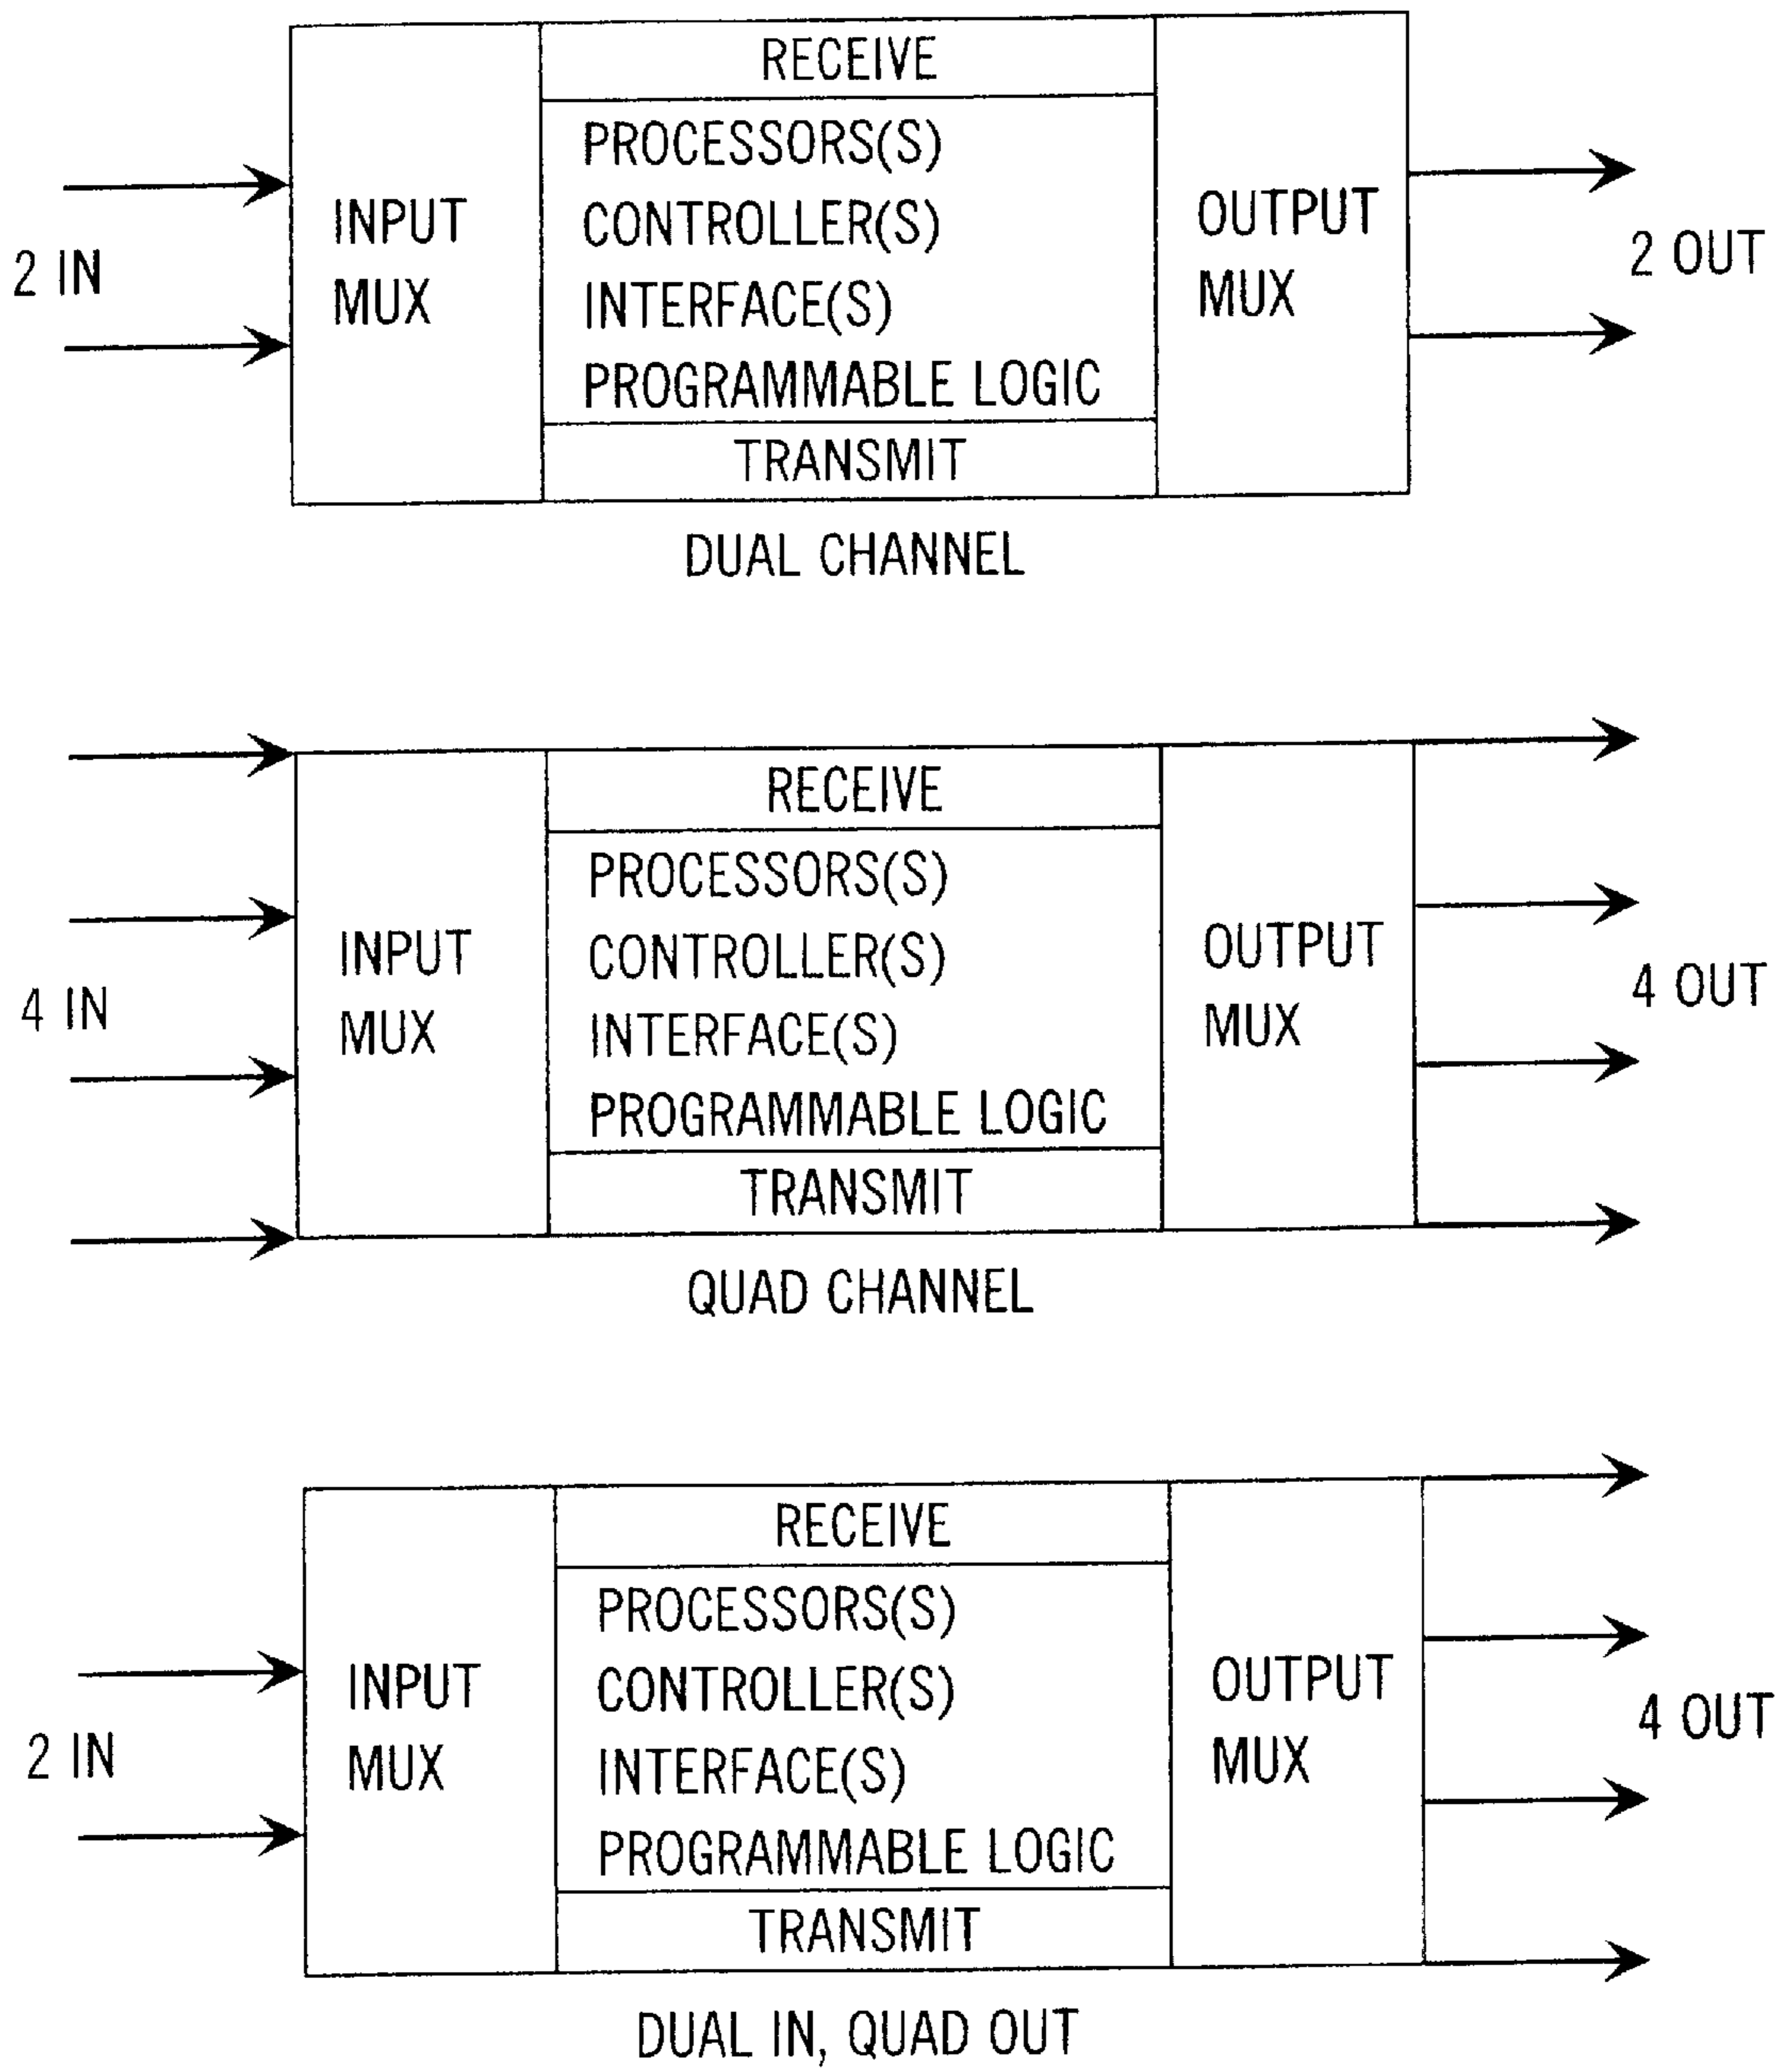 RECEIVE
PROCESSORS(S)
CONTROLLER(S)
INTERFACE(S)
PROGRAMMABLE LOGIC
TRANSMIT
INPUT
MUX
OUTPUT
MUX
2 IN
2 OUT
DUAL CHANNEL
RECEIVE
PROCESSORS(S)
CONTROLLER(S)
INTERFACE(S)
PROGRAMMABLE LOGIC
TRANSMIT
INPUT
MUX
OUTPUT
MUX
4 IN
4 OUT
QUAD CHANNEL
RECEIVE
PROCESSORS(S)
CONTROLLER(S)
INTERFACE(S)
PROGRAMMABLE LOGIC
TRANSMIT
INPUT
MUX
OUTPUT
MUX
2 IN
4 OUT
DUAL IN, QUAD OUT